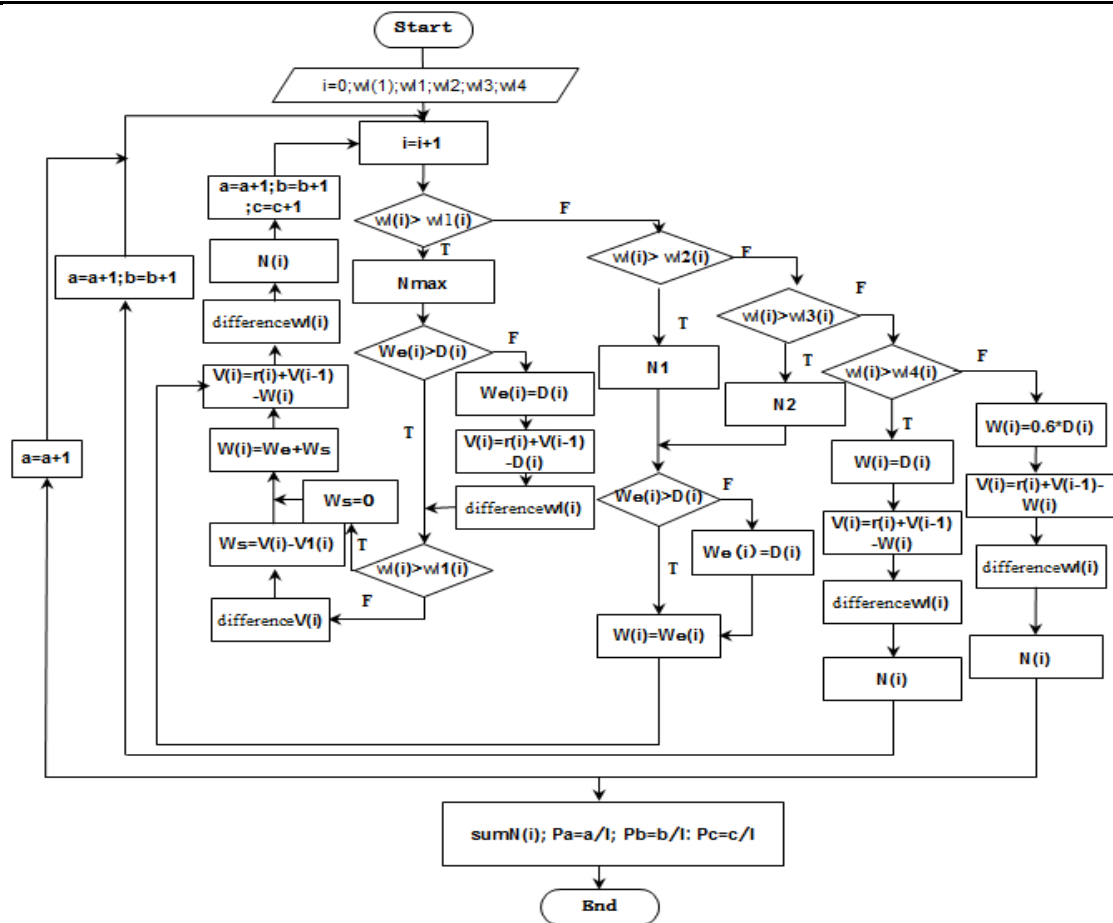 Start
i=0;wl(1);wl1;wl2;wl3;wl4
i=i+1
a=a+1;b=b+1
;c=c+1
wl(i)> wl1(i)
F
T
wl(i)> wl2(i)
F
T
N(i)
a=a+1;b=b+1
Nmax
wl(i)>wl3(i)
F
T
differencewl(i)
We(i)>D(i)
F
T
N1
wl(i)>wl4(i)
F
T
V(i)=r(i)+V(i-1)
-W(i)
We(i)=D(i)
N2
W(i)=0.6*D(i)
a=a+1
W(i)=We+Ws
V(i)=r(i)+V(i-1)
-D(i)
W(i)=D(i)
Ws=0
differencewl(i)
We(i)>D(i)
F
T
V(i)=r(i)+V(i-1)-
W(i)
Ws=V(i)-V1(i)
T
wl(i)>wl1(i)
F
We(i)=D(i)
V(i)=r(i)+V(i-1)
-W(i)
differencewl(i)
differenceV(i)
W(i)=We(i)
differencewl(i)
N(i)
N(i)
sumN(i); Pa=a/I; Pb=b/I: Pc=c/I
End